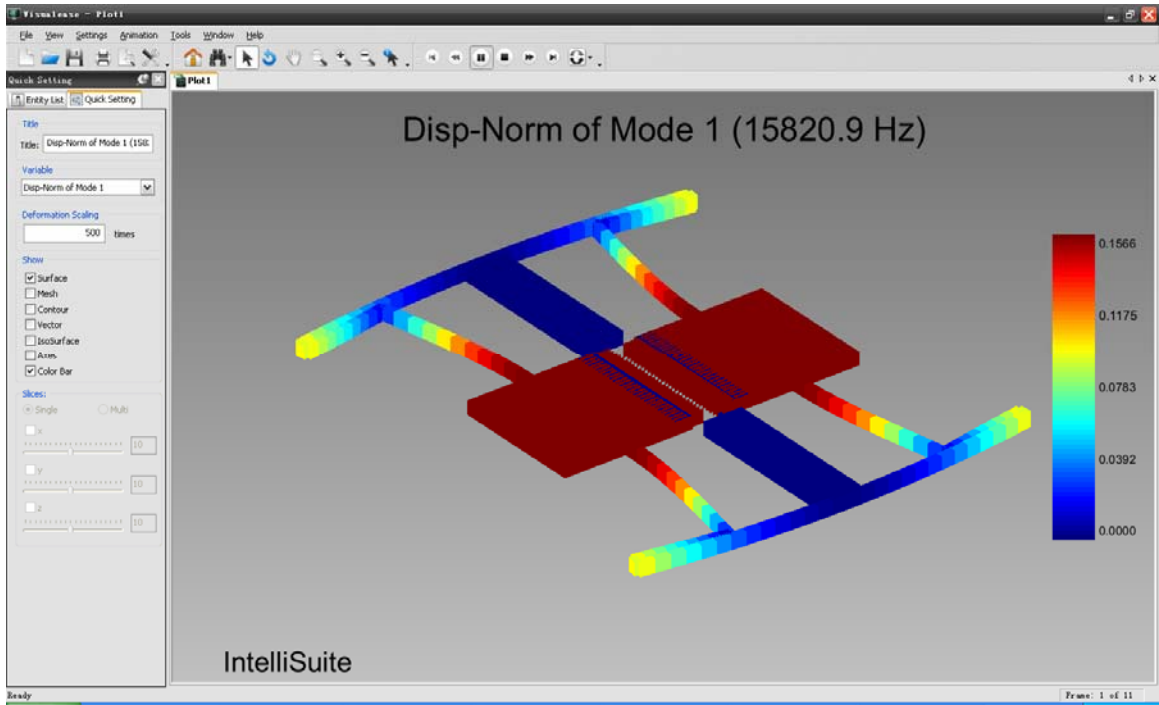 Visualease - Plot1
File View Settings Animation Tools Window Help
Quick Setting
Plot1
Entity List Quick Setting
Title
Title: Disp-Norm of Mode 1 (158
Variable
Disp-Norm of Mode 1
Deformation Scaling
500 times
Show
Surface
Mesh
Contour
Vector
IsoSurface
Axes
Color Bar
Slices:
Single Multi
x
10
y
10
z
10
Disp-Norm of Mode 1 (15820.9 Hz)
0.1566
0.1175
0.0783
0.0392
0.0000
IntelliSuite
Ready
Frame: 1 of 11